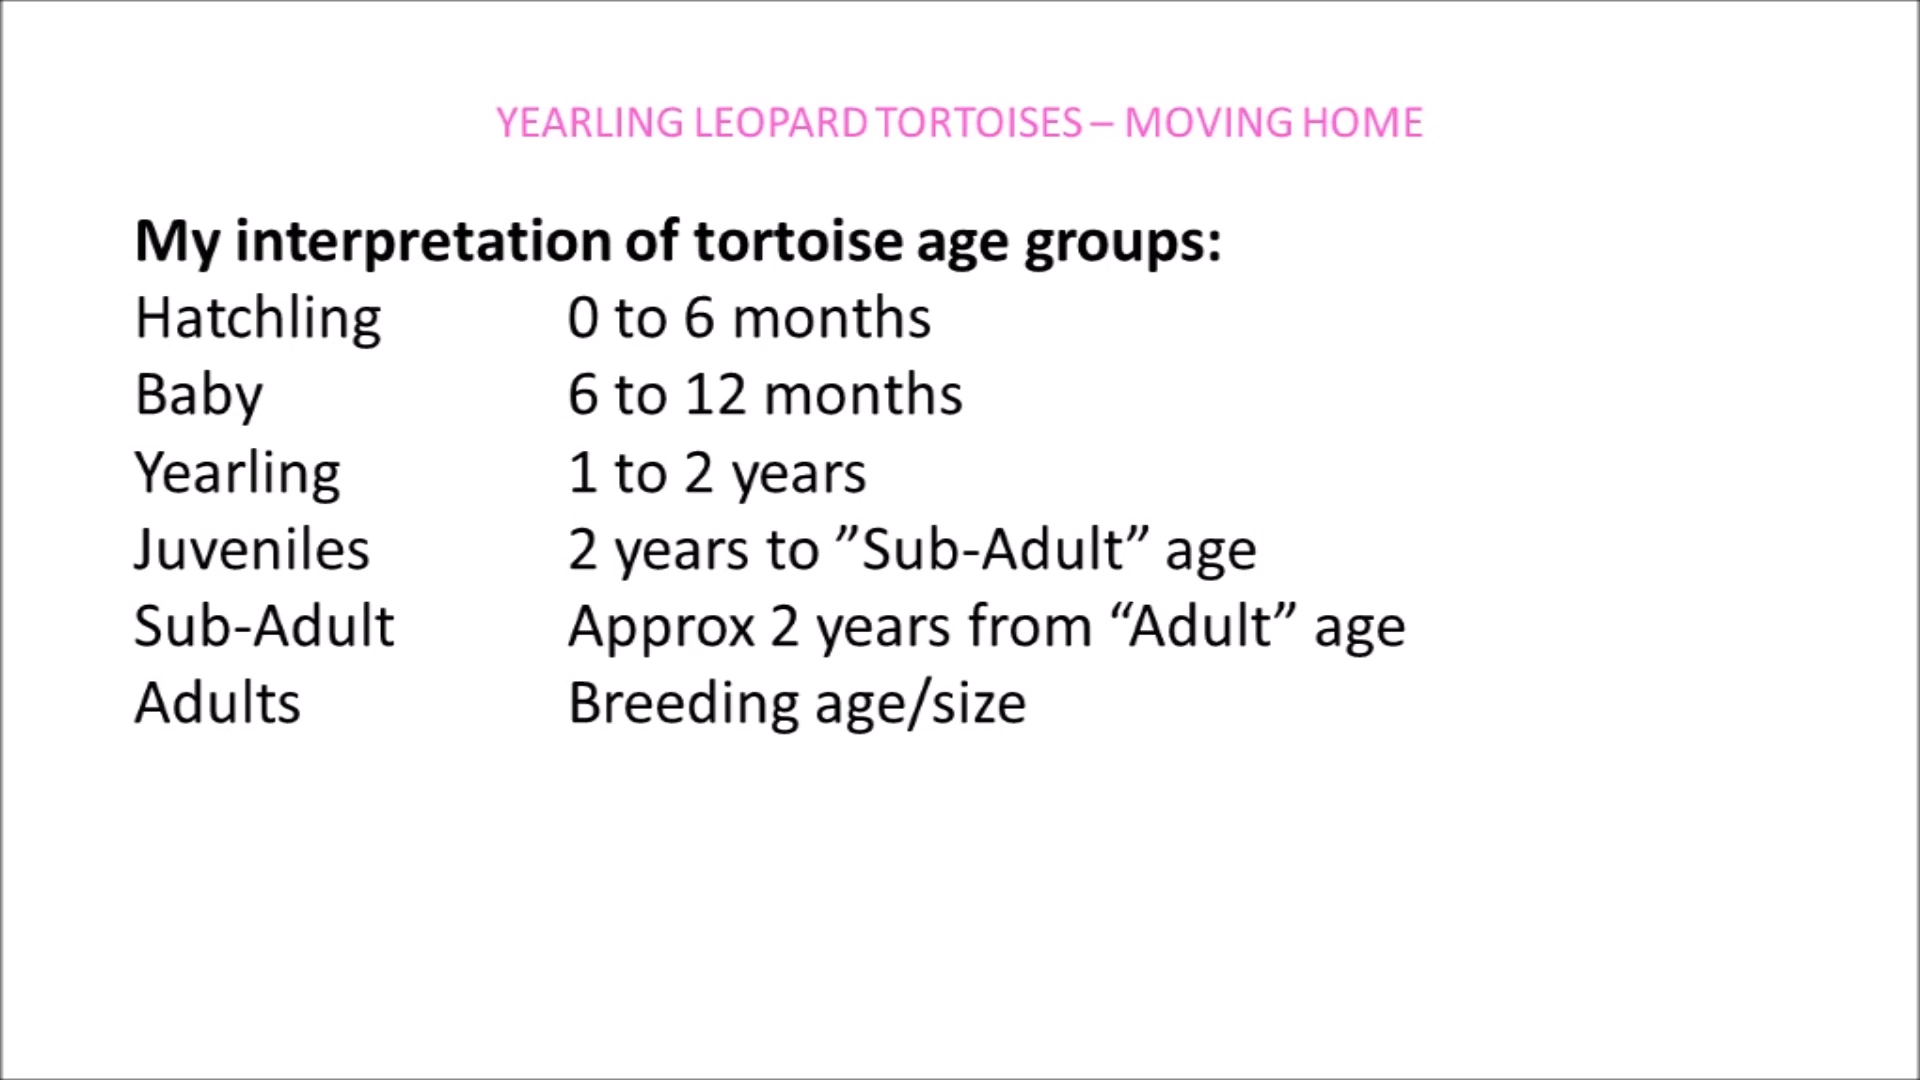 YEARLING LEOPARD TORTOISES – MOVING HOME
My interpretation of tortoise age groups:
Hatchling 0 to 6 months
Baby 6 to 12 months
Yearling 1 to 2 years
Juveniles 2 years to ”Sub-Adult” age
Sub-Adult Approx 2 years from “Adult” age
Adults Breeding age/size